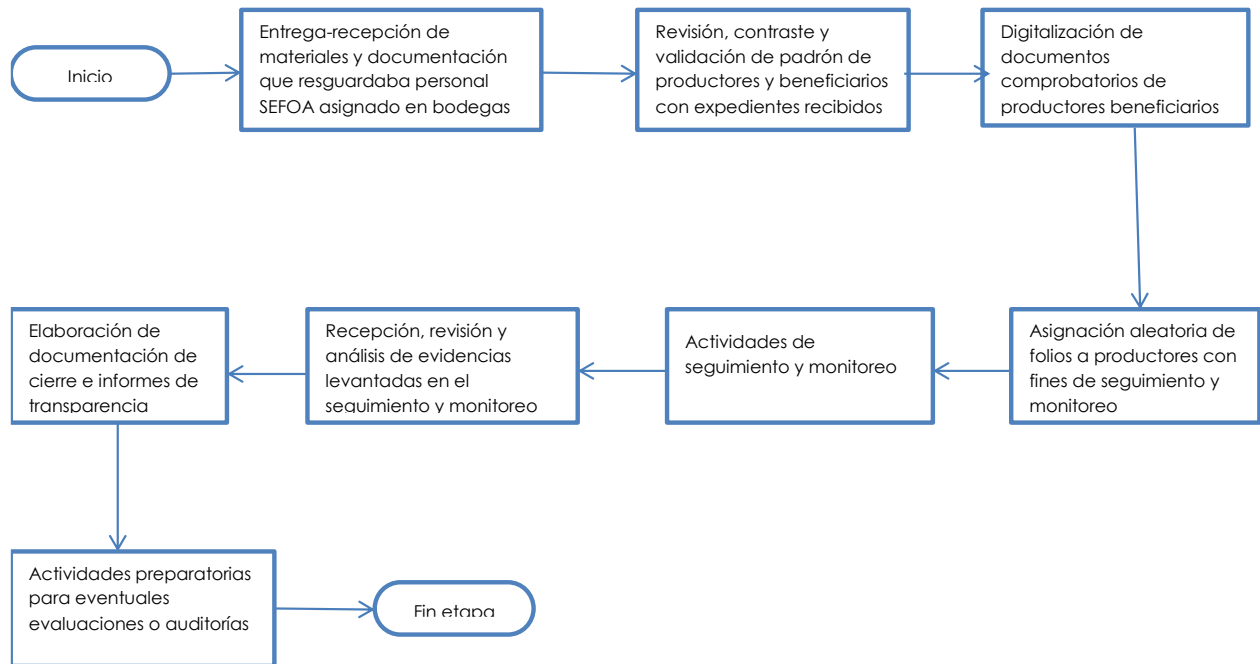 Inicio
Entrega-recepción de
materiales y documentación
que resguardaba personal
SEFOA asignado en bodegas
Revisión, contraste y
validación de padrón de
productores y beneficiarios
con expedientes recibidos
Digitalización de
documentos
comprobatorios de
productores beneficiarios
Asignación aleatoria de
folios a productores con
fines de seguimiento y
monitoreo
Actividades de
seguimiento y monitoreo
Recepción, revisión y
análisis de evidencias
levantadas en el
seguimiento y monitoreo
Elaboración de
documentación de
cierre e informes de
transparencia
Actividades preparatorias
para eventuales
evaluaciones o auditorías
Fin etapa